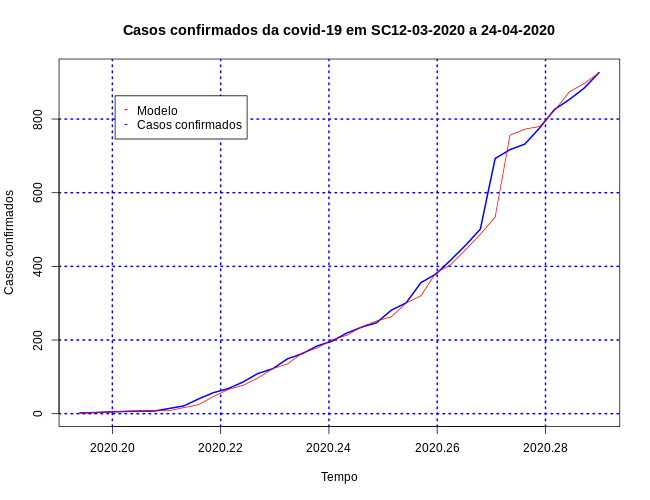 Casos confirmados da covid-19 em SC12-03-2020 a 24-04-2020
Modelo
Casos confirmados
Casos confirmados
800
600
400
200
0
2020.20 2020.22 2020.24 2020.26 2020.28
Tempo